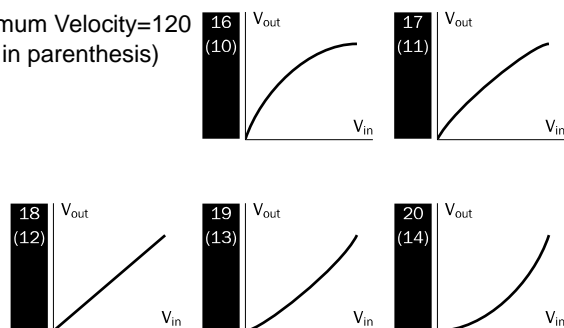 mum Velocity=120
in parenthesis)
16
(10)
Vout
Vin
17
(11)
Vout
Vin
18
(12)
Vout
Vin
19
(13)
Vout
Vin
20
(14)
Vout
Vin